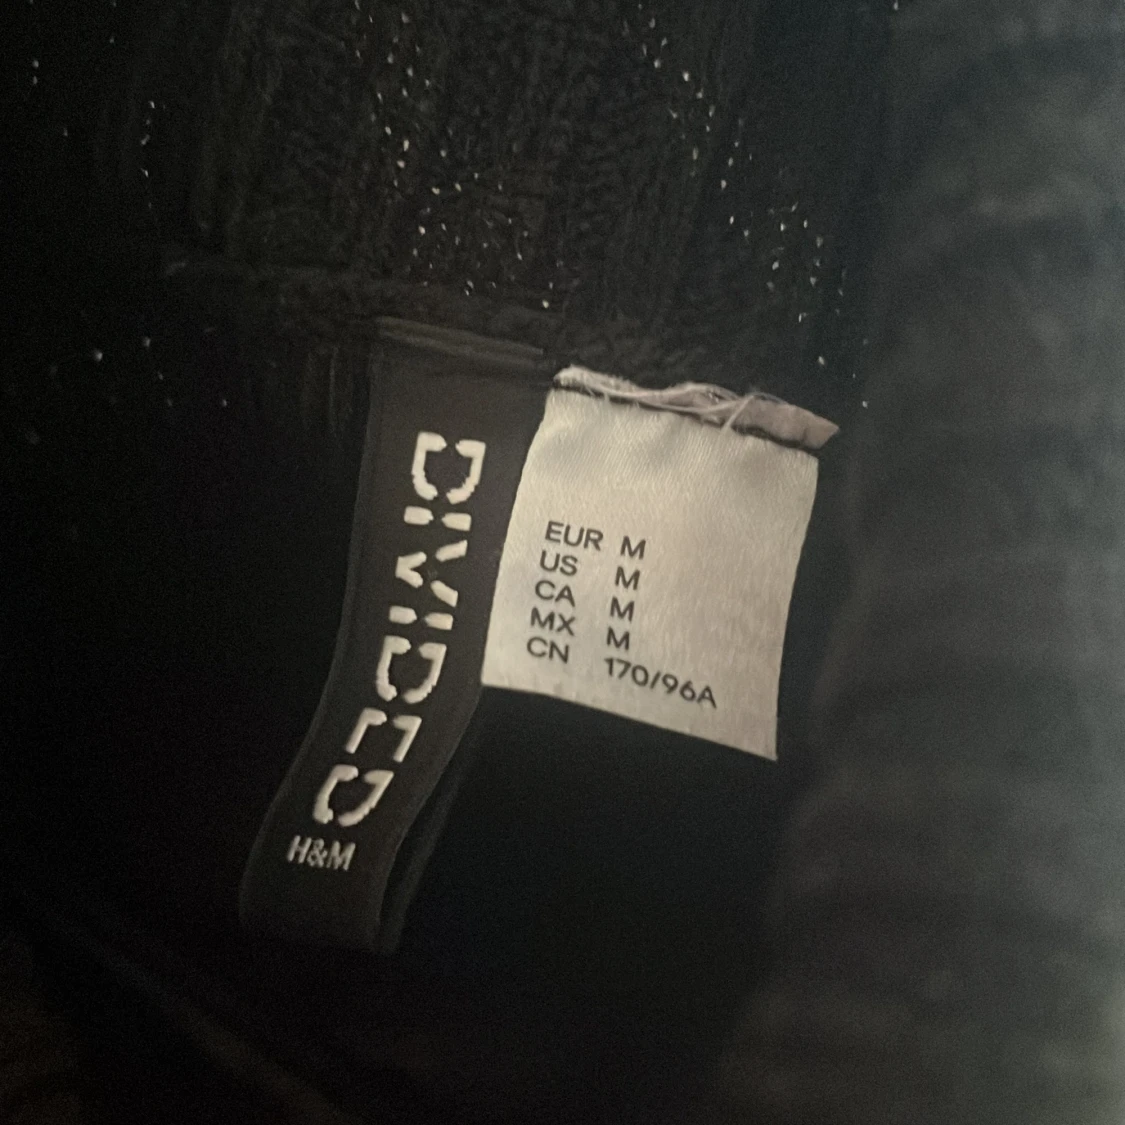 DIVIDED
H&M
EUR M
US M
CA M
MX M
CN 170/96A